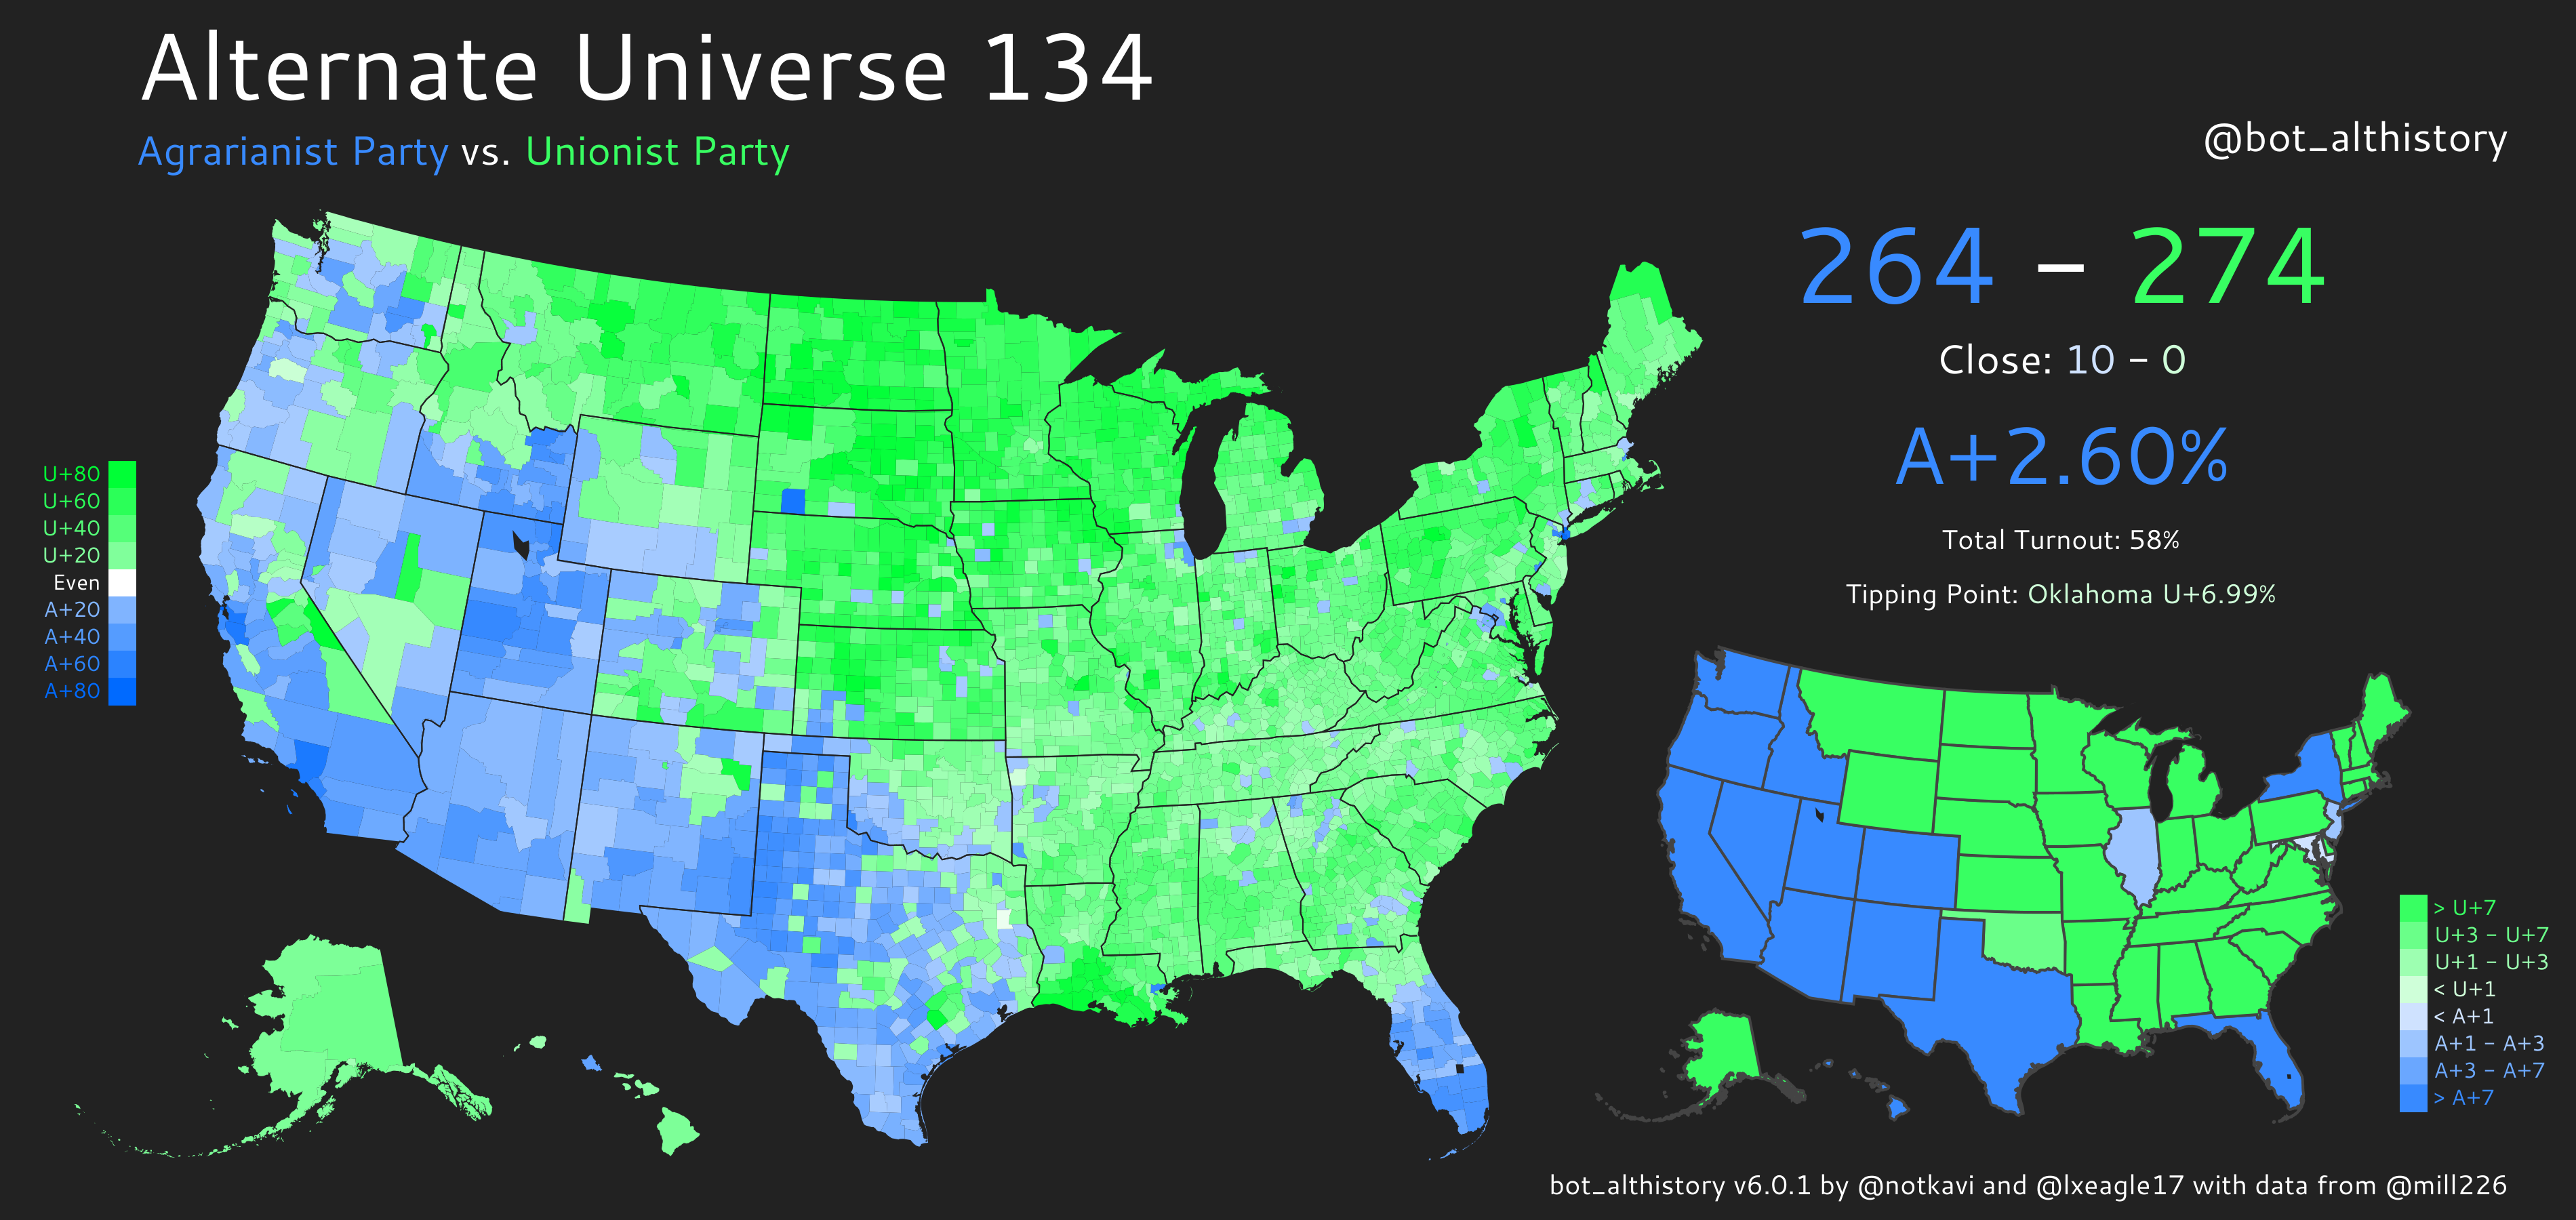 Alternate Universe 134
Agrarianist Party vs. Unionist Party
@bot_althistory
264 – 274
Close: 10 – 0
A+2.60%
Total Turnout: 58%
Tipping Point: Oklahoma U+6.99%
U+80
U+60
U+40
U+20
Even
A+20
A+40
A+60
A+80
> U+7
U+3 – U+7
U+1 – U+3
< U+1
< A+1
A+1 – A+3
A+3 – A+7
> A+7
bot_althistory v6.0.1 by @notkavi and @lxeagle17 with data from @mill226